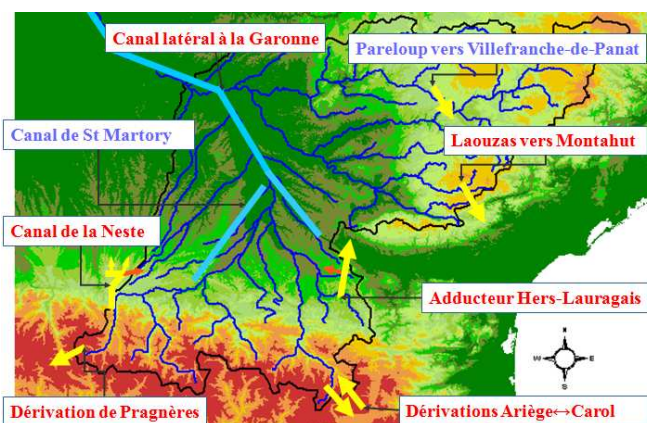 Canal latéral à la Garonne
Pareloup vers Villefranche-de-Panat
Canal de St Martory
Laouzas vers Montahut
Canal de la Neste
Adducteur Hers-Lauragais
N
W E
S
Dérivation de Pragnères
Dérivations Ariège↔Carol